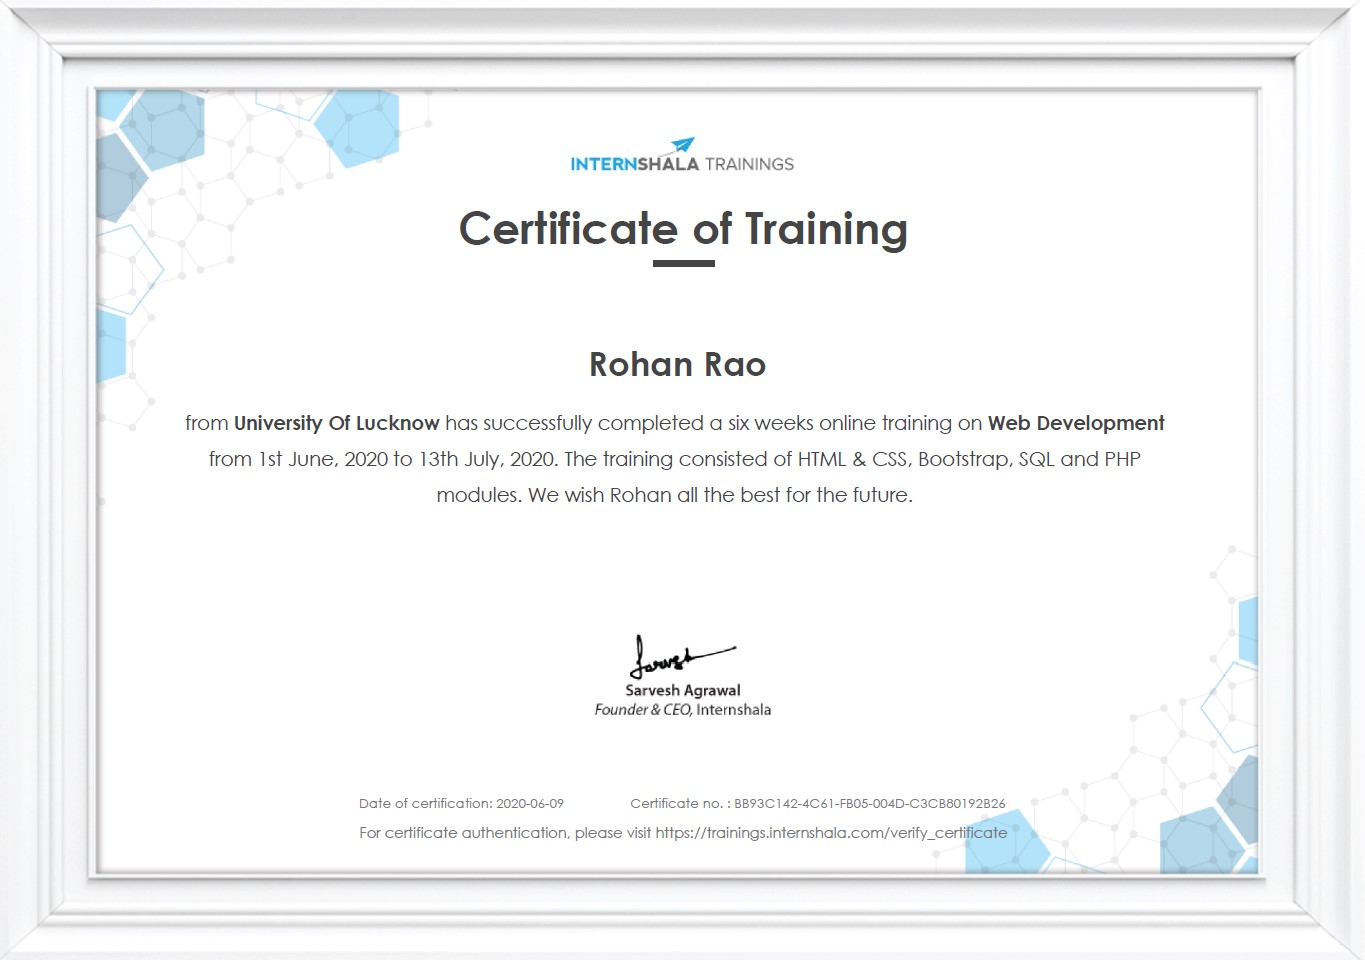 INTERNSHALA TRAININGS
Certificate of Training
Rohan Rao
from University Of Lucknow has successfully completed a six weeks online training on Web Development
from 1st June, 2020 to 13th July, 2020. The training consisted of HTML & CSS, Bootstrap, SQL and PHP
modules. We wish Rohan all the best for the future.
Sarvesh
Sarvesh Agrawal
Founder & CEO, Internshala
Date of certification: 2020-06-09 Certificate no. : BB93C142-4C61-FB05-004D-C3CB80192B26
For certificate authentication, please visit https://trainings.internshala.com/verify_certificate